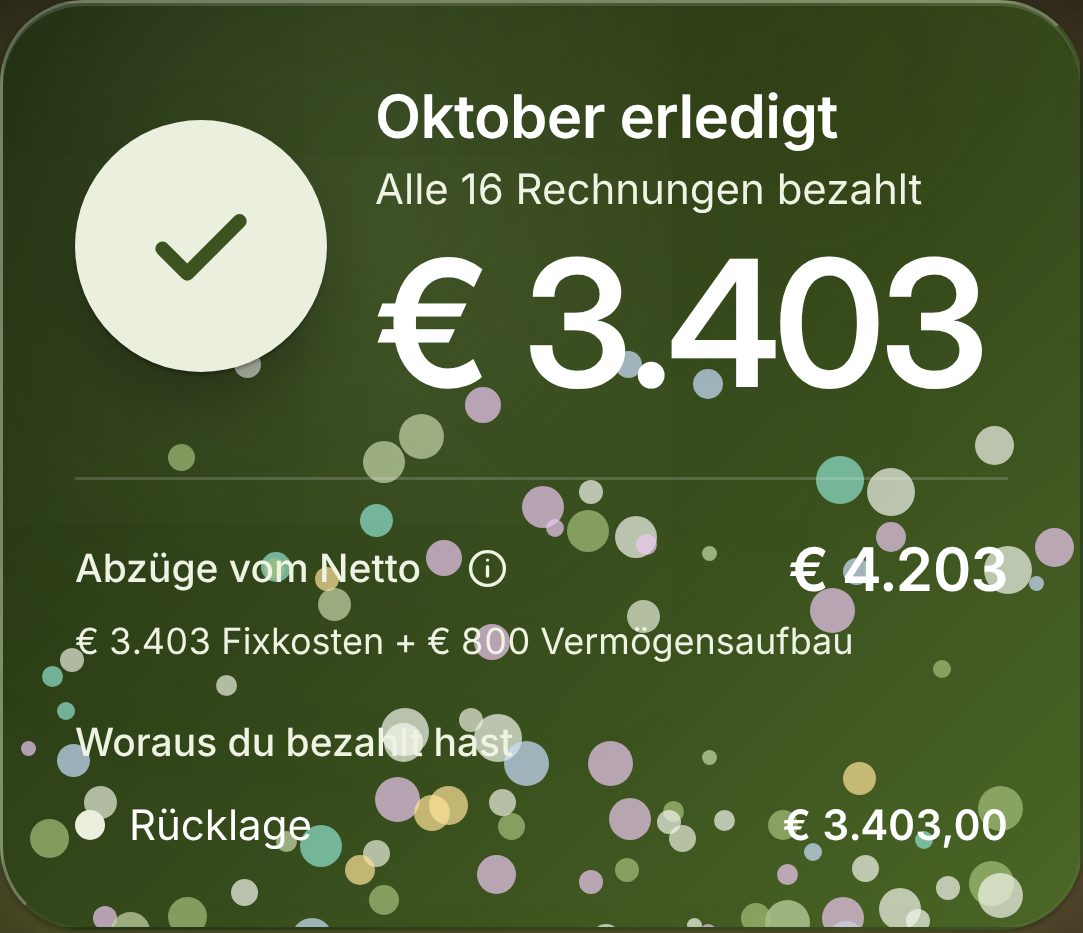 Oktober erledigt
Alle 16 Rechnungen bezahlt
€ 3.403
Abzüge vom Netto € 4.203
€ 3.403 Fixkosten + € 800 Vermögensaufbau
Woraus du bezahlt hast
Rücklage € 3.403,00